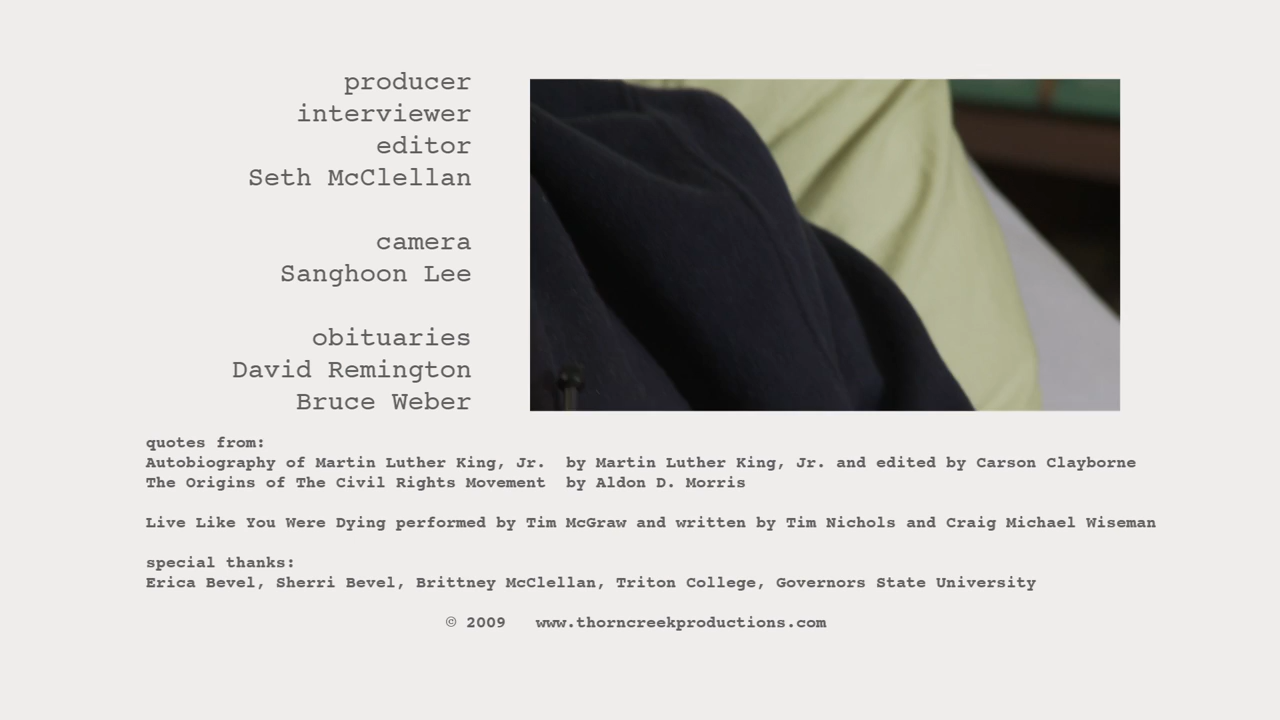 producer
interviewer
editor
Seth McClellan
camera
Sanghoon Lee
obituaries
David Remington
Bruce Weber
quotes from:
Autobiography of Martin Luther King, Jr.  by Martin Luther King, Jr. and edited by Carson Clayborne
The Origins of The Civil Rights Movement  by Aldon D. Morris
Live Like You Were Dying performed by Tim McGraw and written by Tim Nichols and Craig Michael Wiseman
special thanks:
Erica Bevel, Sherri Bevel, Brittney McClellan, Triton College, Governors State University
© 2009   www.thorncreekproductions.com